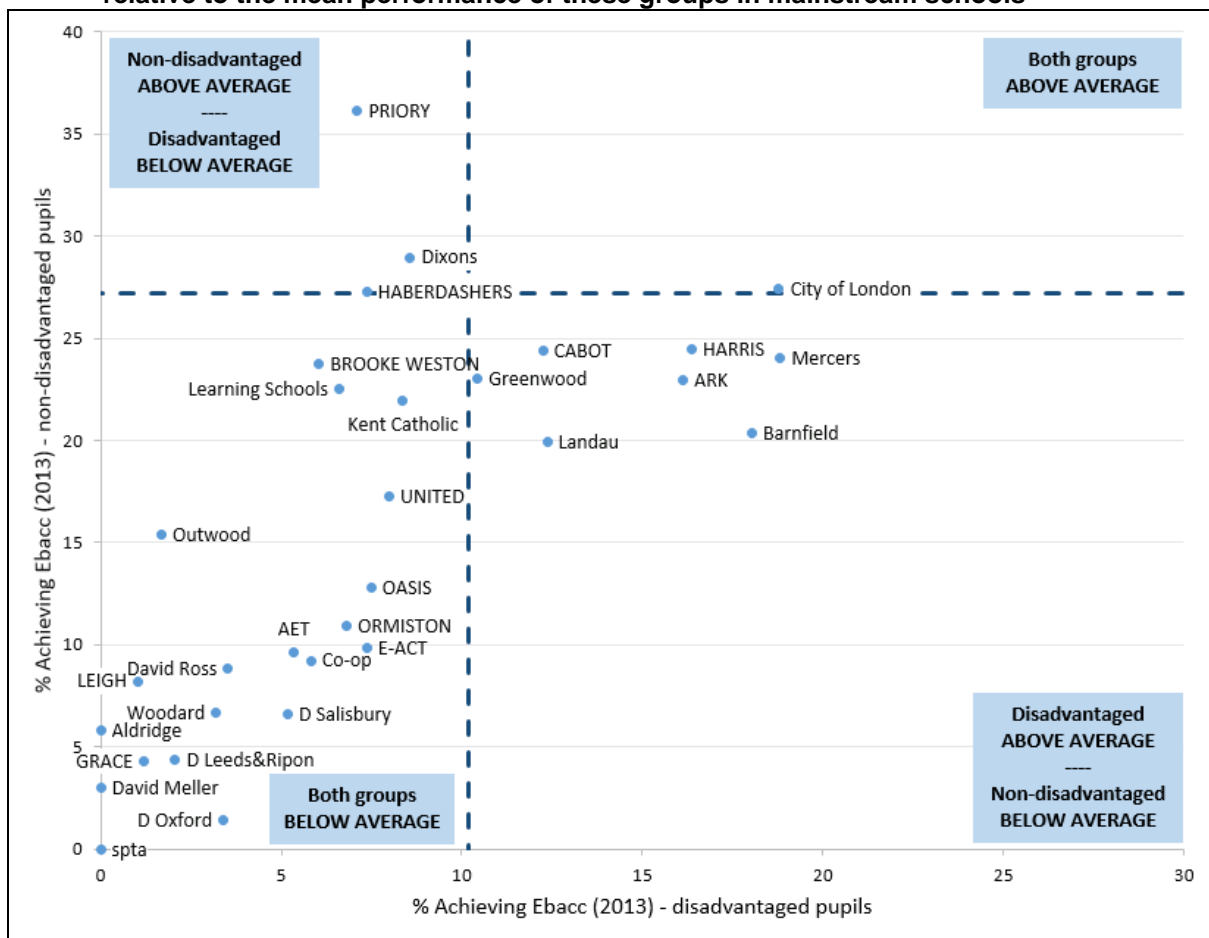 relative to the mean performance of these groups in mainstream schools
40
Non-disadvantaged
ABOVE AVERAGE
----
Disadvantaged
BELOW AVERAGE
Both groups
ABOVE AVERAGE
PRIORY
35
30
Dixons
HABERDASHERS
City of London
25
CABOT
HARRIS
Mercers
BROOKE WESTON
Greenwood
ARK
Learning Schools
Kent Catholic
20
Landau
Barnfield
UNITED
15
Outwood
OASIS
AET
ORMISTON
10
E-ACT
Co-op
David Ross
LEIGH
Woodard
D Salisbury
Aldridge
5
GRACE
D Leeds&Ripon
David Meller
D Oxford
spta
0
Both groups
BELOW AVERAGE
Disadvantaged
ABOVE AVERAGE
----
Non-disadvantaged
BELOW AVERAGE
0
5
10
15
20
25
30
% Achieving Ebacc (2013) - disadvantaged pupils
% Achieving Ebacc (2013) - non-disadvantaged pupils